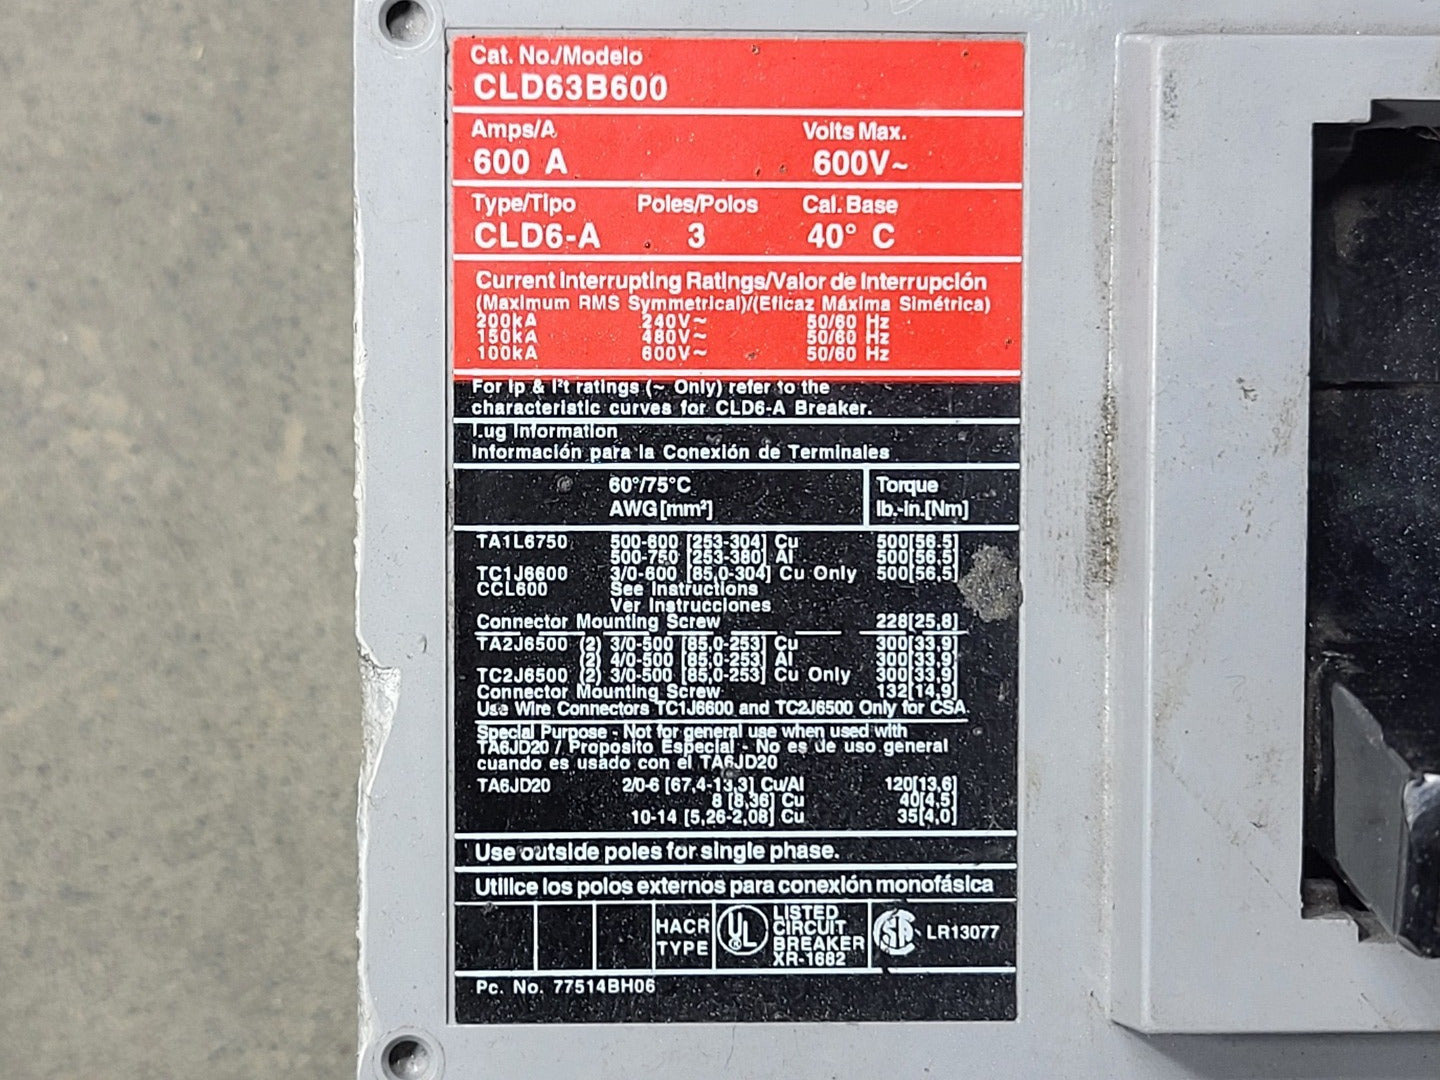 Cat. No./Modelo
CLD63B600
Amps/A Volts Max.
600 A 600V~
Type/Tipo Poles/Polos Cal. Base
CLD6-A 3 40° C
Current Interrupting Ratings/Valor de Interrupción
(Maximum RMS Symmetrical)/(Eficaz Máxima Simétrica)
200kA 240V~ 50/60 Hz
150kA 480V~ 50/60 Hz
100kA 600V~ 50/60 Hz
For Ip & I²t ratings (~ Only) refer to the
characteristic curves for CLD6-A Breaker.
Lug Information
Información para la Conexión de Terminales
60°/75°C Torque
AWG [mm²] lb.-in.[Nm]
TA1L6750 500-600 [253-304] Cu 500[56.5]
500-750 [253-380] Al 500[56,5]
TC1J6600 3/0-600 [85,0-304] Cu Only 500[56,5]
CCL600 See Instructions
Ver Instrucciones
Connector Mounting Screw 228[25,8]
TA2J6500 (2) 3/0-500 [85,0-253] Cu 300[33,9]
(2) 4/0-500 [85,0-253] Al 300[33,9]
TC2J6500 (2) 3/0-500 [85,0-253] Cu Only 300[33,9]
Connector Mounting Screw 132[14,9]
Use Wire Connectors TC1J6600 and TC2J6500 Only for CSA.
Special Purpose - Not for general use when used with
TA6JD20 / Proposito Especial - No es de uso general
cuando es usado con el TA6JD20
TA6JD20 2/0-6 [67,4-13,3] Cu/Al 120[13,6]
8 [8,36] Cu 40[4,5]
10-14 [5,26-2,08] Cu 35[4,0]
Use outside poles for single phase.
Utilice los polos externos para conexión monofásica
HACR TYPE
UL
LISTED
CIRCUIT
BREAKER
XR-1682
SA LR13077
Pc. No. 77514BH06